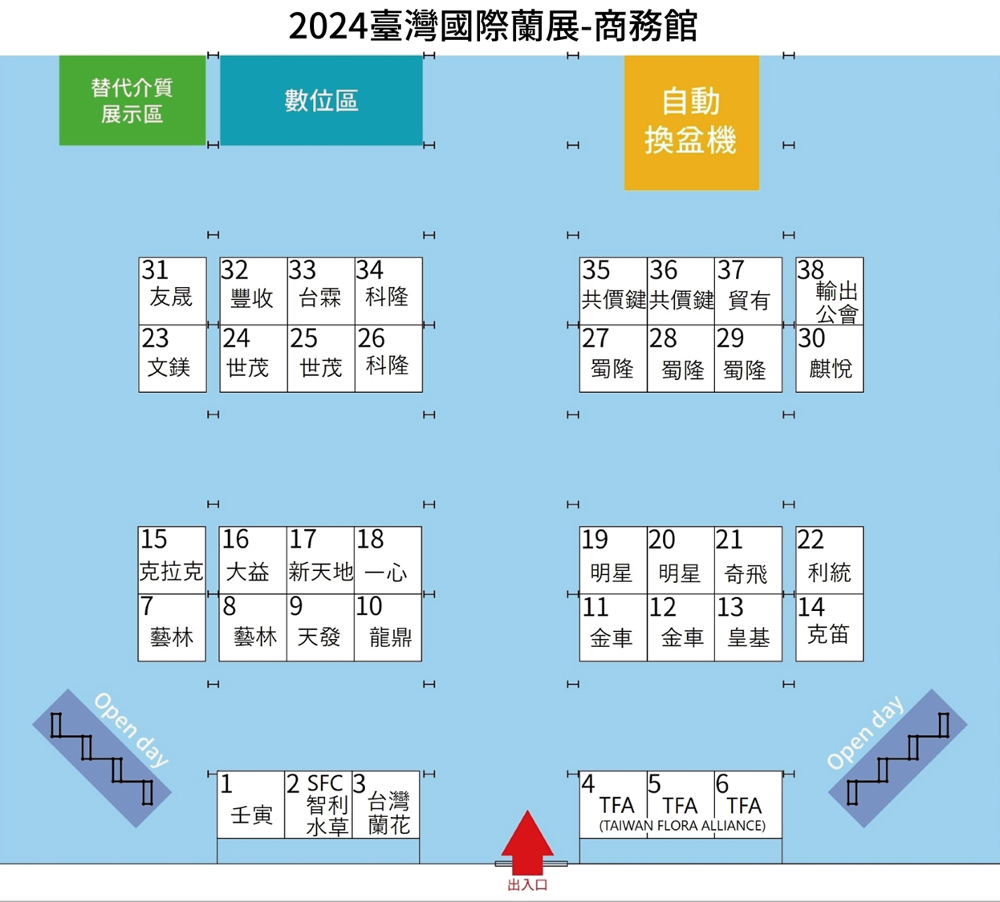 2024臺灣國際蘭展-商務館
替代介質
展示區
數位區
自動
換盆機
31
友晟
32
豐收
33
台霖
34
科隆
35
共價鍵
36
共價鍵
37
貿有
38
輸出
公會
23
文鎂
24
世茂
25
世茂
26
科隆
27
蜀隆
28
蜀隆
29
蜀隆
30
麒悅
15
克拉克
16
大益
17
新天地
18
一心
19
明星
20
明星
21
奇飛
22
利統
7
藝林
8
藝林
9
天發
10
龍鼎
11
金車
12
金車
13
皇基
14
克笛
Open day
Open day
1
壬寅
2 SFC
智利
水草
3
台灣
蘭花
4
TFA
5
TFA
6
TFA
(TAIWAN FLORA ALLIANCE)
出入口